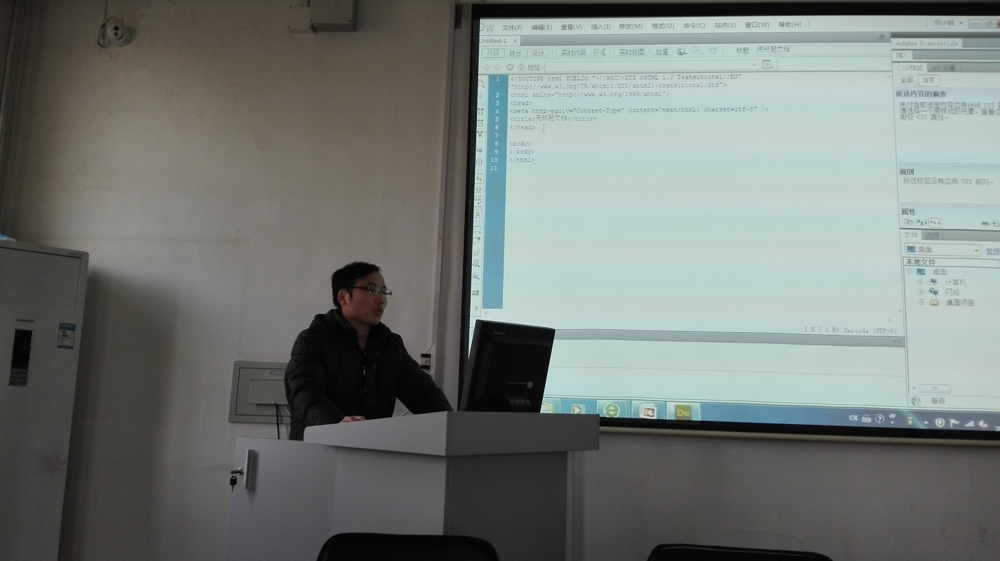 Dw 文件(F) 编辑(E) 查看(V) 插入(I) 修改(M) 格式(O) 命令(C) 站点(S) 窗口(W) 帮助(H) 设计器
Untitled-1 ×
代码 拆分 设计 实时代码 实时视图 检查 标题: 无标题文档
地址:
1 <!DOCTYPE html PUBLIC "-//W3C//DTD XHTML 1.0 Transitional//EN"
"http://www.w3.org/TR/xhtml1/DTD/xhtml1-transitional.dtd">
2 <html xmlns="http://www.w3.org/1999/xhtml">
3 <head>
4 <meta http-equiv="Content-Type" content="text/html; charset=utf-8" />
5 <title>无标题文档</title>
6 </head>
7
8 <body>
9 </body>
10 </html>
11
1 K / 1 秒 Unicode (UTF-8)
Adobe BrowserLab
插入
CSS样式 AP 元素
全部 当前
所选内容的摘要
未对当前选定内容应用任何 CSS
请选择一个带样式的元素，查看
哪些 CSS 属性。
规则
所选标签没有应用 CSS 规则。
属性
文件 资源
桌面 管理
本地文件
桌面
计算机
网络
桌面项目
备妥
Dw
CH